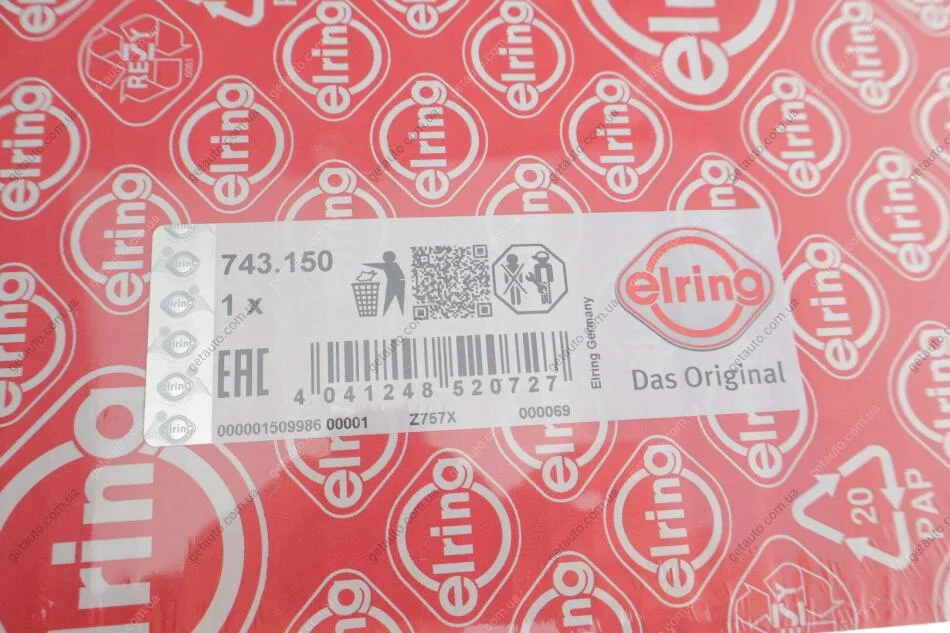 743.150
1 x
EAC
4 041248 520727
000001509986 00001 Z757X 000069
Elring Germany
elring
Das Original
RESY
0051
20
PAP
getauto.com.ua